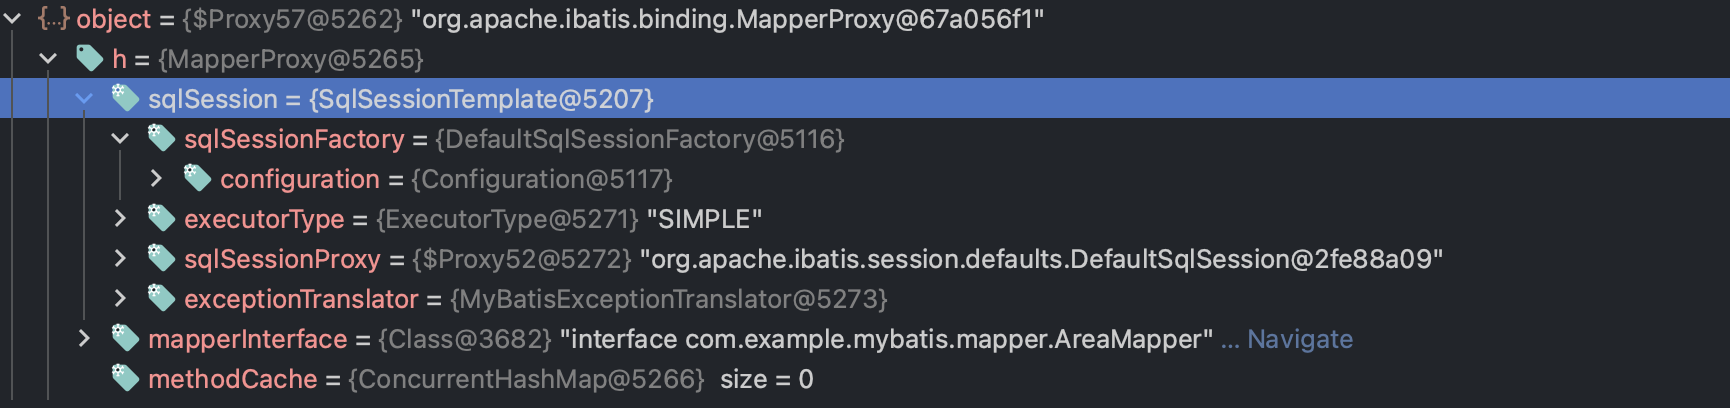 object = {$Proxy57@5262} "org.apache.ibatis.binding.MapperProxy@67a056f1"
h = {MapperProxy@5265}
sqlSession = {SqlSessionTemplate@5207}
sqlSessionFactory = {DefaultSqlSessionFactory@5116}
configuration = {Configuration@5117}
executorType = {ExecutorType@5271} "SIMPLE"
sqlSessionProxy = {$Proxy52@5272} "org.apache.ibatis.session.defaults.DefaultSqlSession@2fe88a09"
exceptionTranslator = {MyBatisExceptionTranslator@5273}
mapperInterface = {Class@3682} "interface com.example.mybatis.mapper.AreaMapper" ... Navigate
methodCache = {ConcurrentHashMap@5266} size = 0